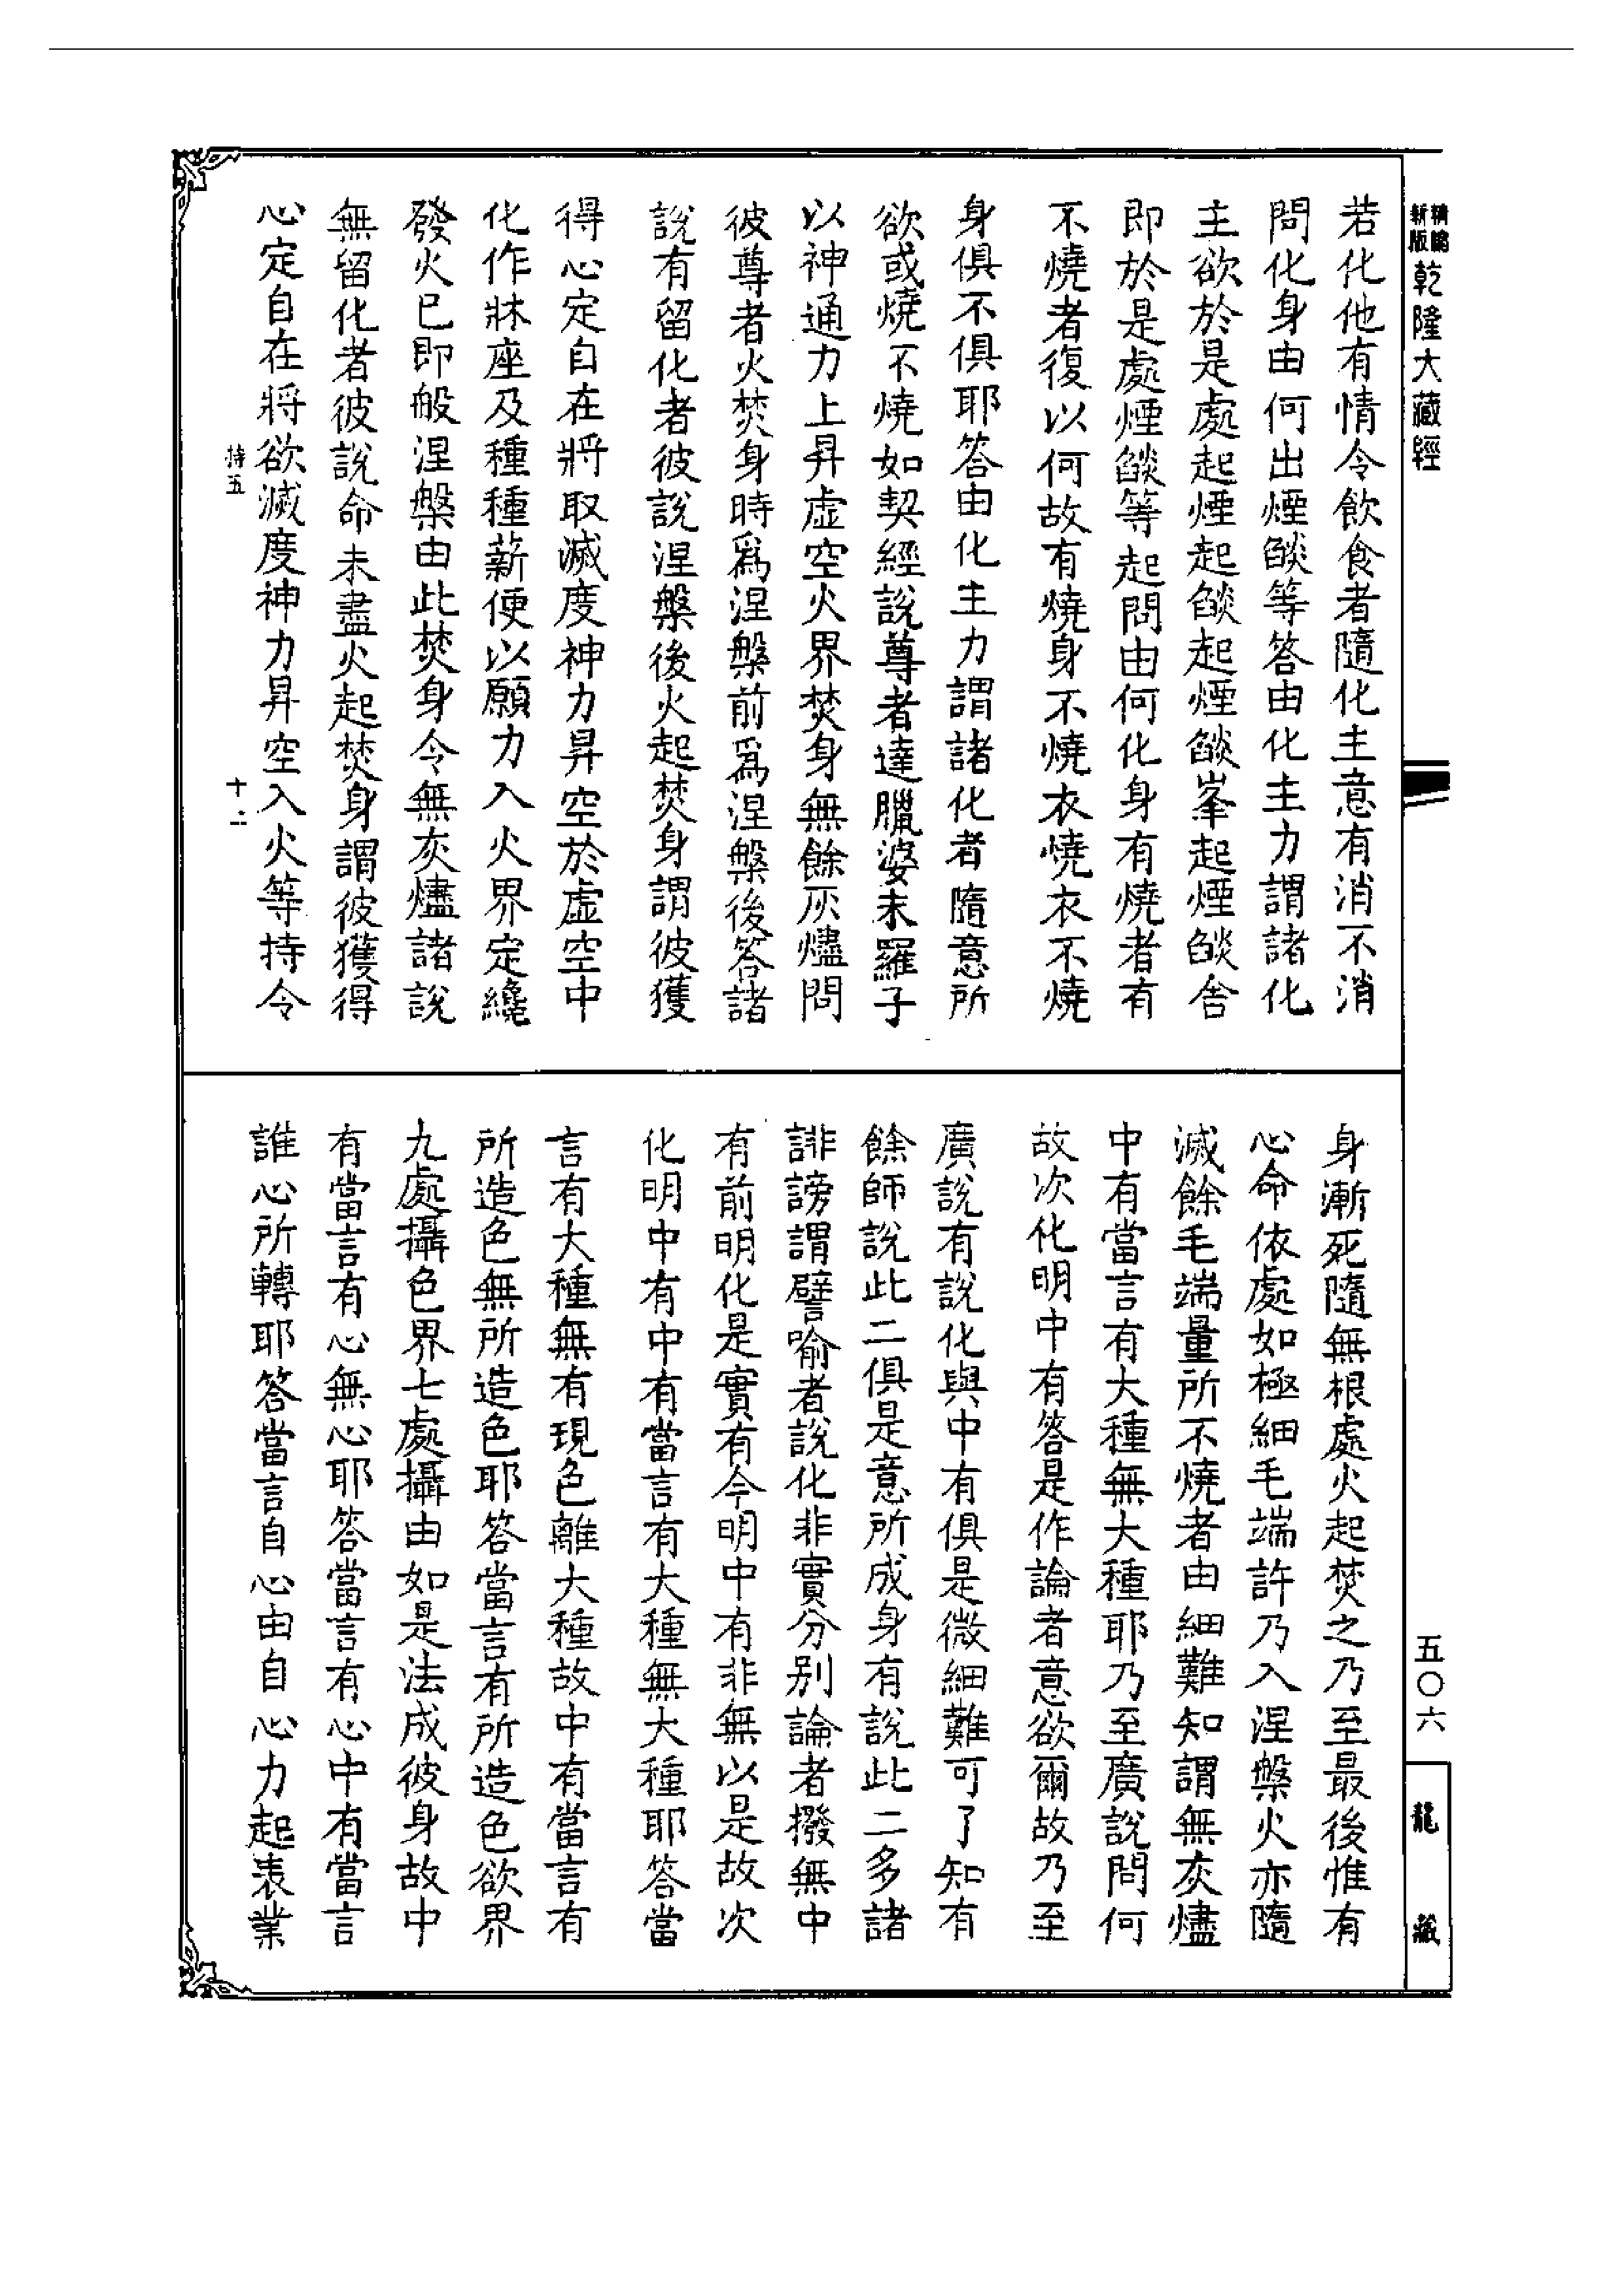 精雕
新版
乾隆大藏經
若化他有情令飲食者隨化主意有消不消
問化身由何出煙燄等答由化主力謂諸化
主欲於是處起煙起燄起煙燄峯起煙燄舍
即於是處煙燄等起問由何化身有燒者有
不燒者復以何故有燒身不燒衣燒衣不燒
身俱不俱耶答由化主力謂諸化者隨意所
欲或燒不燒如契經說尊者達臘婆末羅子
以神通力上昇虛空火界焚身無餘灰燼問
彼尊者火焚身時爲涅槃前爲涅槃後答諸
說有留化者彼說涅槃後火起焚身謂彼獲
得心定自在將取滅度神力昇空於虛空中
化作牀座及種種薪便以願力入火界定纔
發火已即般涅槃由此焚身令無灰燼諸說
無留化者彼說命未盡火起焚身謂彼獲得
心定自在將欲滅度神力昇空入火等持令
持五
身漸死隨無根處火起焚之乃至最後惟有
心命依處如極細毛端許乃入涅槃火亦隨
滅餘毛端量所不燒者由細難知謂無灰燼
中有當言有大種無大種耶乃至廣說問何
故次化明中有答是作論者意欲爾故乃至
廣說有說化與中有俱是微細難可了知有
餘師說此二俱是意所成身有說此二多諸
誹謗謂譬喻者說化非實分別論者撥無中
有前明化是實有今明中有非無以是故次
化明中有中有當言有大種無大種耶答當
言有大種無有現色離大種故中有當言有
所造色無所造色耶答當言有所造色欲界
九處攝色界七處攝由如是法成彼身故中
有當言有心無心耶答當言有心中有當言
誰心所轉耶答當言自心由自心力起表業
五〇六
龍藏